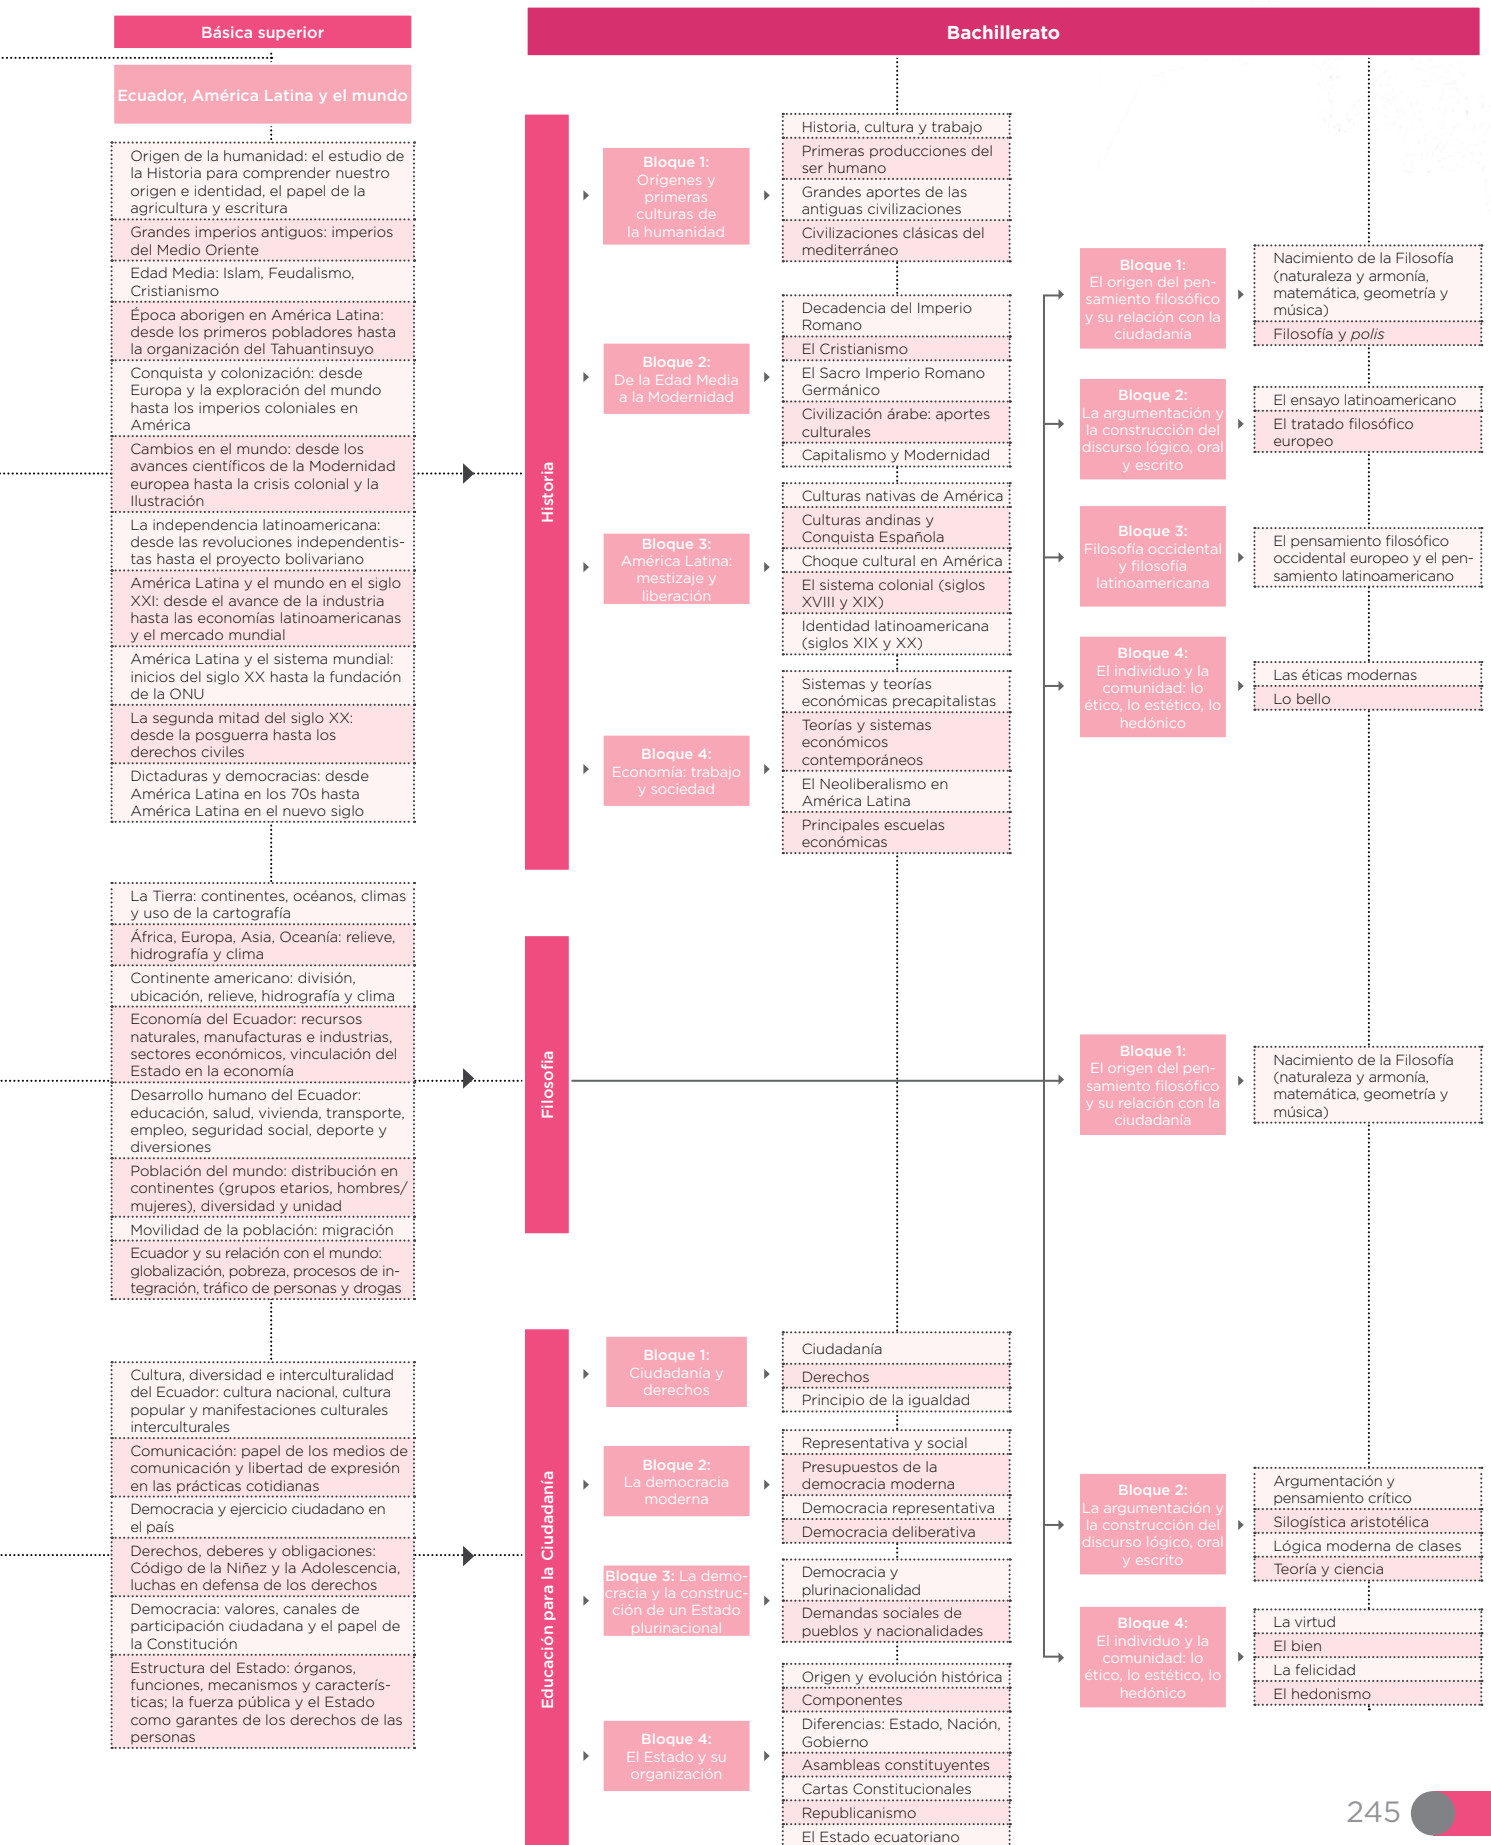 Básica superior
Ecuador, América Latina y el mundo
Origen de la humanidad: el estudio de
la Historia para comprender nuestro
origen e identidad, el papel de la
agricultura y escritura
Grandes imperios antiguos: imperios
del Medio Oriente
Edad Media: Islam, Feudalismo,
Cristianismo
Época aborigen en América Latina:
desde los primeros pobladores hasta
la organización del Tahuantinsuyo
Conquista y colonización: desde
Europa y la exploración del mundo
hasta los imperios coloniales en
América
Cambios en el mundo: desde los
avances científicos de la Modernidad
europea hasta la crisis colonial y la
Ilustración
La independencia latinoamericana:
desde las revoluciones independentis-
tas hasta el proyecto bolivariano
América Latina y el mundo en el siglo
XXI: desde el avance de la industria
hasta las economías latinoamericanas
y el mercado mundial
América Latina y el sistema mundial:
inicios del siglo XX hasta la fundación
de la ONU
La segunda mitad del siglo XX:
desde la posguerra hasta los
derechos civiles
Dictaduras y democracias: desde
América Latina en los 70s hasta
América Latina en el nuevo siglo
La Tierra: continentes, océanos, climas
y uso de la cartografía
África, Europa, Asia, Oceanía: relieve,
hidrografía y clima
Continente americano: división,
ubicación, relieve, hidrografía y clima
Economía del Ecuador: recursos
naturales, manufacturas e industrias,
sectores económicos, vinculación del
Estado en la economía
Desarrollo humano del Ecuador:
educación, salud, vivienda, transporte,
empleo, seguridad social, deporte y
diversiones
Población del mundo: distribución en
continentes (grupos etarios, hombres/
mujeres), diversidad y unidad
Movilidad de la población: migración
Ecuador y su relación con el mundo:
globalización, pobreza, procesos de in-
tegración, tráfico de personas y drogas
Cultura, diversidad e interculturalidad
del Ecuador: cultura nacional, cultura
popular y manifestaciones culturales
interculturales
Comunicación: papel de los medios de
comunicación y libertad de expresión
en las prácticas cotidianas
Democracia y ejercicio ciudadano en
el país
Derechos, deberes y obligaciones:
Código de la Niñez y la Adolescencia,
luchas en defensa de los derechos
Democracia: valores, canales de
participación ciudadana y el papel de
la Constitución
Estructura del Estado: órganos,
funciones, mecanismos y caracterís-
ticas; la fuerza pública y el Estado
como garantes de los derechos de las
personas
Bachillerato
Historia
Bloque 1:
Orígenes y
primeras
culturas de
la humanidad
Historia, cultura y trabajo
Primeras producciones del
ser humano
Grandes aportes de las
antiguas civilizaciones
Civilizaciones clásicas del
mediterráneo
Bloque 2:
De la Edad Media
a la Modernidad
Decadencia del Imperio
Romano
El Cristianismo
El Sacro Imperio Romano
Germánico
Civilización árabe: aportes
culturales
Capitalismo y Modernidad
Bloque 3:
América Latina:
mestizaje y
liberación
Culturas nativas de América
Culturas andinas y
Conquista Española
Choque cultural en América
El sistema colonial (siglos
XVIII y XIX)
Identidad latinoamericana
(siglos XIX y XX)
Bloque 4:
Economía: trabajo
y sociedad
Sistemas y teorías
económicas precapitalistas
Teorías y sistemas
económicos
contemporáneos
El Neoliberalismo en
América Latina
Principales escuelas
económicas
Bloque 1:
El origen del pen-
samiento filosófico
y su relación con la
ciudadanía
Nacimiento de la Filosofía
(naturaleza y armonía,
matemática, geometría y
música)
Filosofía y polis
Bloque 2:
La argumentación y
la construcción del
discurso lógico, oral
y escrito
El ensayo latinoamericano
El tratado filosófico
europeo
Bloque 3:
Filosofía occidental
y filosofía
latinoamericana
El pensamiento filosófico
occidental europeo y el pen-
samiento latinoamericano
Bloque 4:
El individuo y la
comunidad: lo
ético, lo estético, lo
hedónico
Las éticas modernas
Lo bello
Filosofía
Bloque 1:
El origen del pen-
samiento filosófico
y su relación con la
ciudadanía
Nacimiento de la Filosofía
(naturaleza y armonía,
matemática, geometría y
música)
Educación para la Ciudadanía
Bloque 1:
Ciudadanía y
derechos
Ciudadanía
Derechos
Principio de la igualdad
Bloque 2:
La democracia
moderna
Representativa y social
Presupuestos de la
democracia moderna
Democracia representativa
Democracia deliberativa
Bloque 3: La demo-
cracia y la construc-
ción de un Estado
plurinacional
Democracia y
plurinacionalidad
Demandas sociales de
pueblos y nacionalidades
Bloque 4:
El Estado y su
organización
Origen y evolución histórica
Componentes
Diferencias: Estado, Nación,
Gobierno
Asambleas constituyentes
Cartas Constitucionales
Republicanismo
El Estado ecuatoriano
Bloque 2:
La argumentación y
la construcción del
discurso lógico, oral
y escrito
Argumentación y
pensamiento crítico
Silogística aristotélica
Lógica moderna de clases
Teoría y ciencia
Bloque 4:
El individuo y la
comunidad: lo
ético, lo estético, lo
hedónico
La virtud
El bien
La felicidad
El hedonismo
245